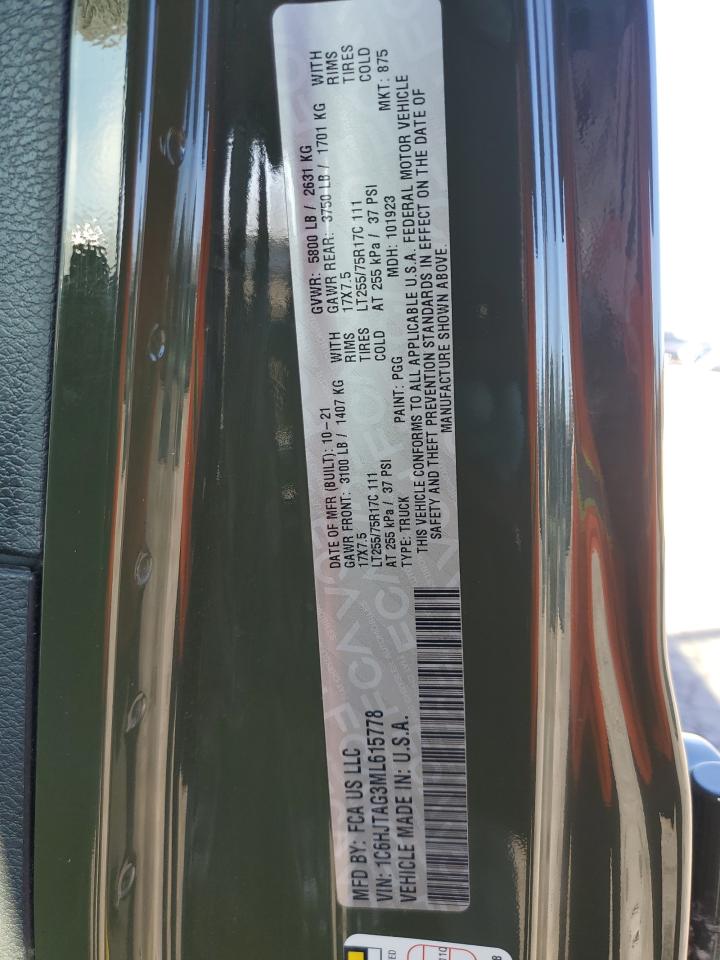 MFD BY: FCA US LLC
VIN: 1C6HJTAG3ML615778
VEHICLE MADE IN: U.S.A.
DATE OF MFR (BUILT): 10-21
GAWR FRONT: 3100 LB / 1407 KG WITH
17X7.5 RIMS
LT255/75R17C 111 TIRES
AT 255 kPa / 37 PSI COLD
GVWR: 5800 LB / 2631 KG
GAWR REAR: 3750 LB / 1701 KG WITH
17X7.5 RIMS
LT255/75R17C 111 TIRES
AT 255 kPa / 37 PSI COLD
TYPE: TRUCK PAINT: PGG MDH: 101923 MKT: 875
THIS VEHICLE CONFORMS TO ALL APPLICABLE U.S.A. FEDERAL MOTOR VEHICLE
SAFETY AND THEFT PREVENTION STANDARDS IN EFFECT ON THE DATE OF
MANUFACTURE SHOWN ABOVE.